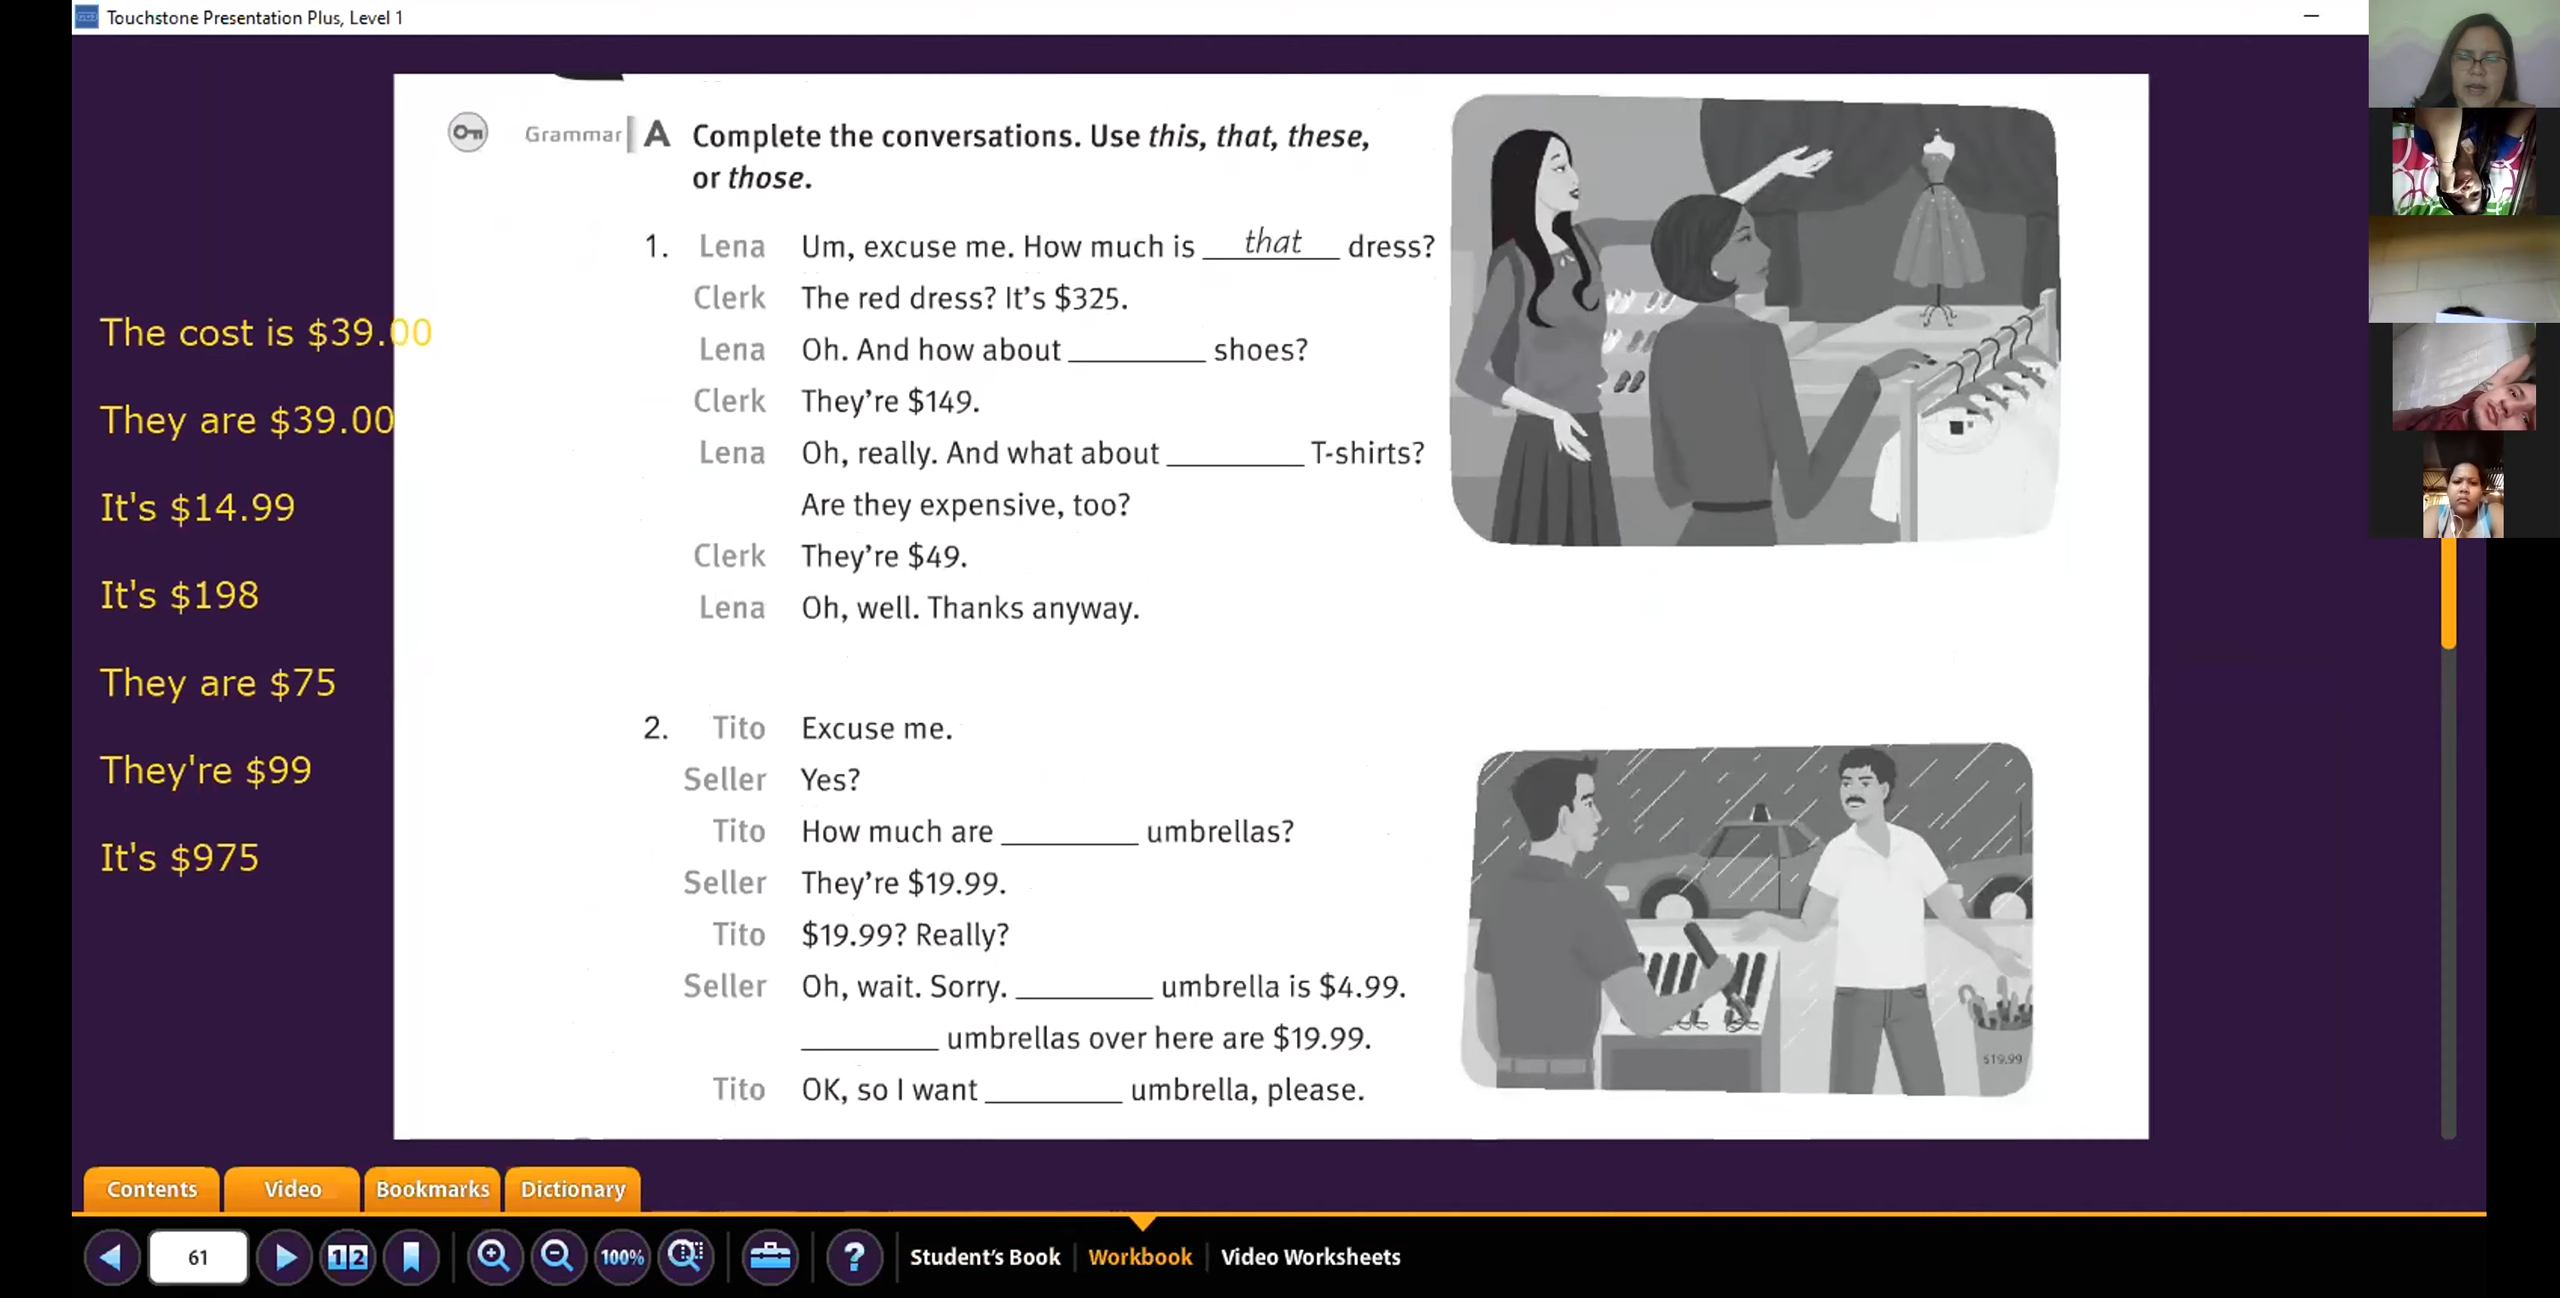 Touchstone Presentation Plus, Level 1
Grammar A Complete the conversations. Use this, that, these,
or those.
1. Lena Um, excuse me. How much is that dress?
Clerk The red dress? It's $325.
Lena Oh. And how about ________ shoes?
Clerk They're $149.
Lena Oh, really. And what about ________ T-shirts?
Are they expensive, too?
Clerk They're $49.
Lena Oh, well. Thanks anyway.
2. Tito Excuse me.
Seller Yes?
Tito How much are ________ umbrellas?
Seller They're $19.99.
Tito $19.99? Really?
Seller Oh, wait. Sorry. ________ umbrella is $4.99.
________ umbrellas over here are $19.99.
Tito OK, so I want ________ umbrella, please.
$19.99
The cost is $39.00
They are $39.00
It's $14.99
It's $198
They are $75
They're $99
It's $975
Contents Video Bookmarks Dictionary
61 12 100% ? Student's Book Workbook Video Worksheets